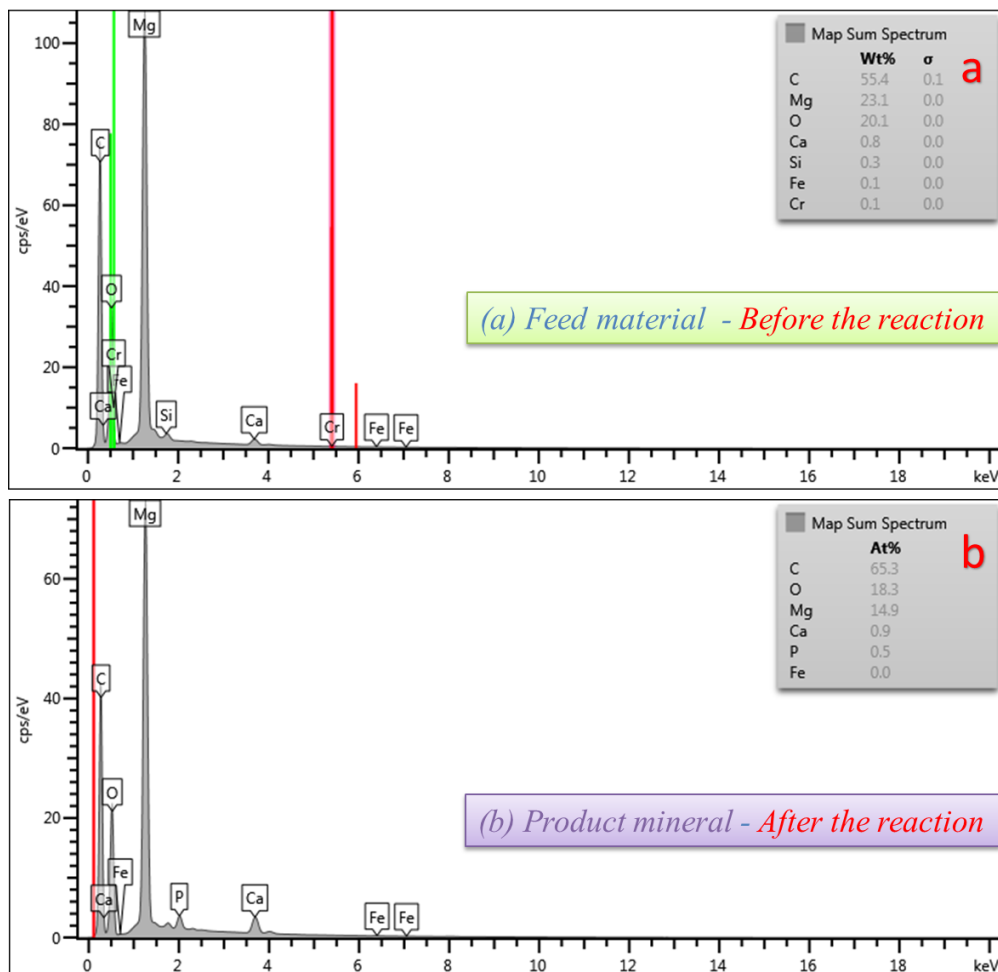 Map Sum Spectrum
Wt% σ
a
C 55.4 0.1
Mg 23.1 0.0
O 20.1 0.0
Ca 0.8 0.0
Si 0.3 0.0
Fe 0.1 0.0
Cr 0.1 0.0
100
80
60
40
20
0
cps/eV
Mg
C
O
Cr
Fe
Ca
Si
Ca
Cr
Fe
Fe
(a) Feed material - Before the reaction
0 2 4 6 8 10 12 14 16 18 keV
Map Sum Spectrum
At%
b
C 65.3
O 18.3
Mg 14.9
Ca 0.9
P 0.5
Fe 0.0
60
40
20
0
cps/eV
Mg
C
O
Fe
Ca
P
Ca
Fe
Fe
(b) Product mineral - After the reaction
0 2 4 6 8 10 12 14 16 18 keV